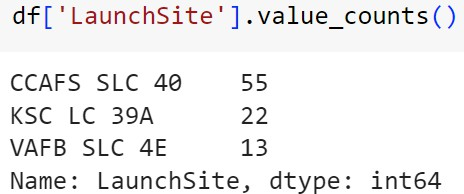 df['LaunchSite'].value_counts()
CCAFS SLC 40    55
KSC LC 39A      22
VAFB SLC 4E     13
Name: LaunchSite, dtype: int64